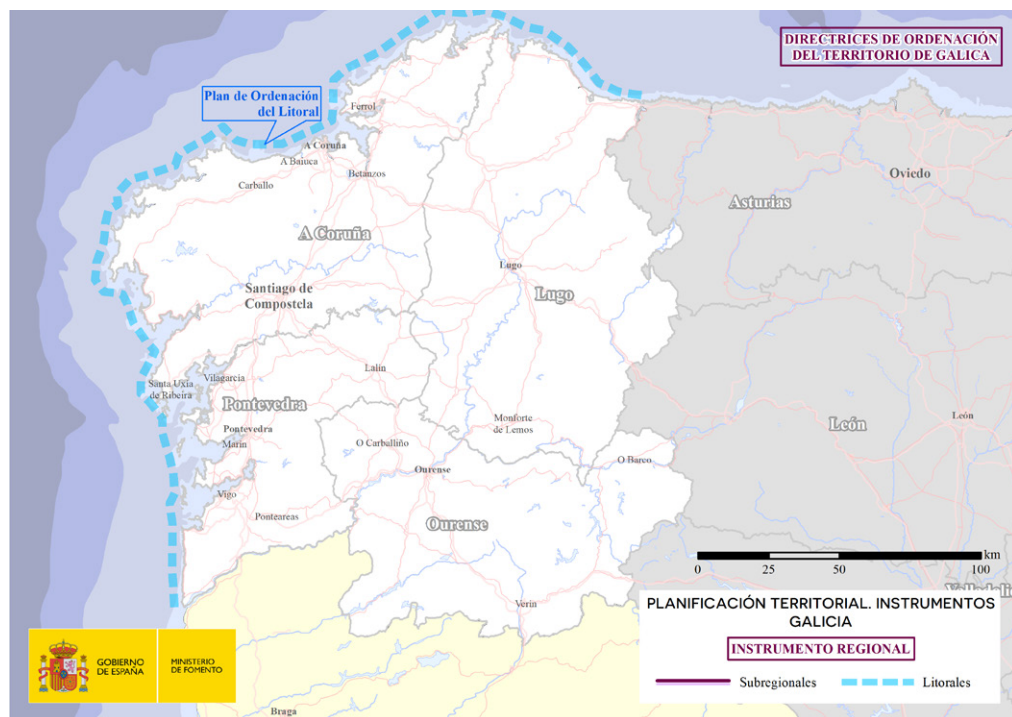 DIRECTRICES DE ORDENACIÓN
DEL TERRITORIO DE GALICA
Plan de Ordenación
del Litoral
Ferrol
A Coruña
A Baiuca
Betanzos
Carballo
Oviedo
Asturias
A Coruña
Lugo
Santiago de
Compostela
Lugo
Lalín
Santa Uxía
de Ribeira
Vilagarcía
Pontevedra
Monforte
de Lemos
León
León
Pontevedra
Marín
O Carballiño
Ourense
O Barco
Vigo
Ponteareas
Ourense
km
0
25
50
100
Verín
PLANIFICACIÓN TERRITORIAL. INSTRUMENTOS
GALICIA
INSTRUMENTO REGIONAL
Subregionales
Litorales
GOBIERNO
DE ESPAÑA
MINISTERIO
DE FOMENTO
Braga